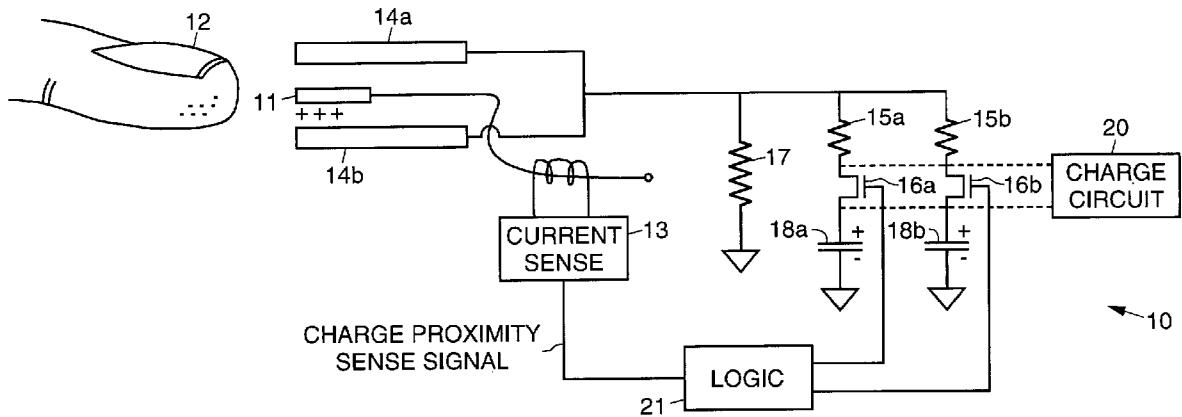 12
14a
11
+ + +
14b
15a
15b
20
17
16a
16b
CHARGE
CIRCUIT
CURRENT
SENSE
13
18a
+
-
18b
+
-
10
CHARGE PROXIMITY
SENSE SIGNAL
LOGIC
21